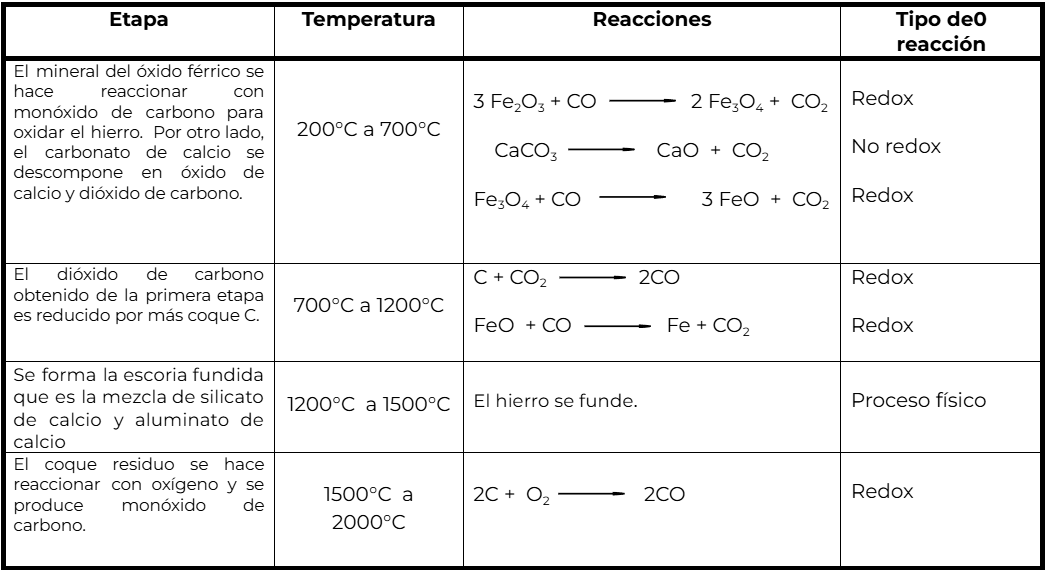 Etapa
Temperatura
Reacciones
Tipo de0
reacción
El mineral del óxido férrico se
hace reaccionar con
monóxido de carbono para
oxidar el hierro. Por otro lado,
el carbonato de calcio se
descompone en óxido de
calcio y dióxido de carbono.
200°C a 700°C
3 Fe₂O₃ + CO ⟶ 2 Fe₃O₄ + CO₂
CaCO₃ ⟶ CaO + CO₂
Fe₃O₄ + CO ⟶ 3 FeO + CO₂
Redox
No redox
Redox
El dióxido de carbono
obtenido de la primera etapa
es reducido por más coque C.
700°C a 1200°C
C + CO₂ ⟶ 2CO
FeO + CO ⟶ Fe + CO₂
Redox
Redox
Se forma la escoria fundida
que es la mezcla de silicato
de calcio y aluminato de
calcio
1200°C a 1500°C
El hierro se funde.
Proceso físico
El coque residuo se hace
reaccionar con oxígeno y se
produce monóxido de
carbono.
1500°C a
2000°C
2C + O₂ ⟶ 2CO
Redox